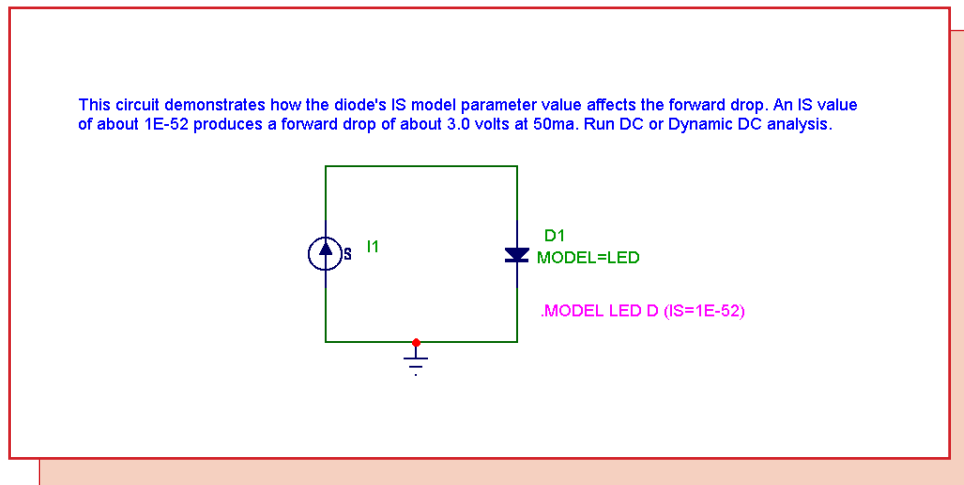 This circuit demonstrates how the diode's IS model parameter value affects the forward drop. An IS value
of about 1E-52 produces a forward drop of about 3.0 volts at 50ma. Run DC or Dynamic DC analysis.
S I1
D1
MODEL=LED
.MODEL LED D (IS=1E-52)